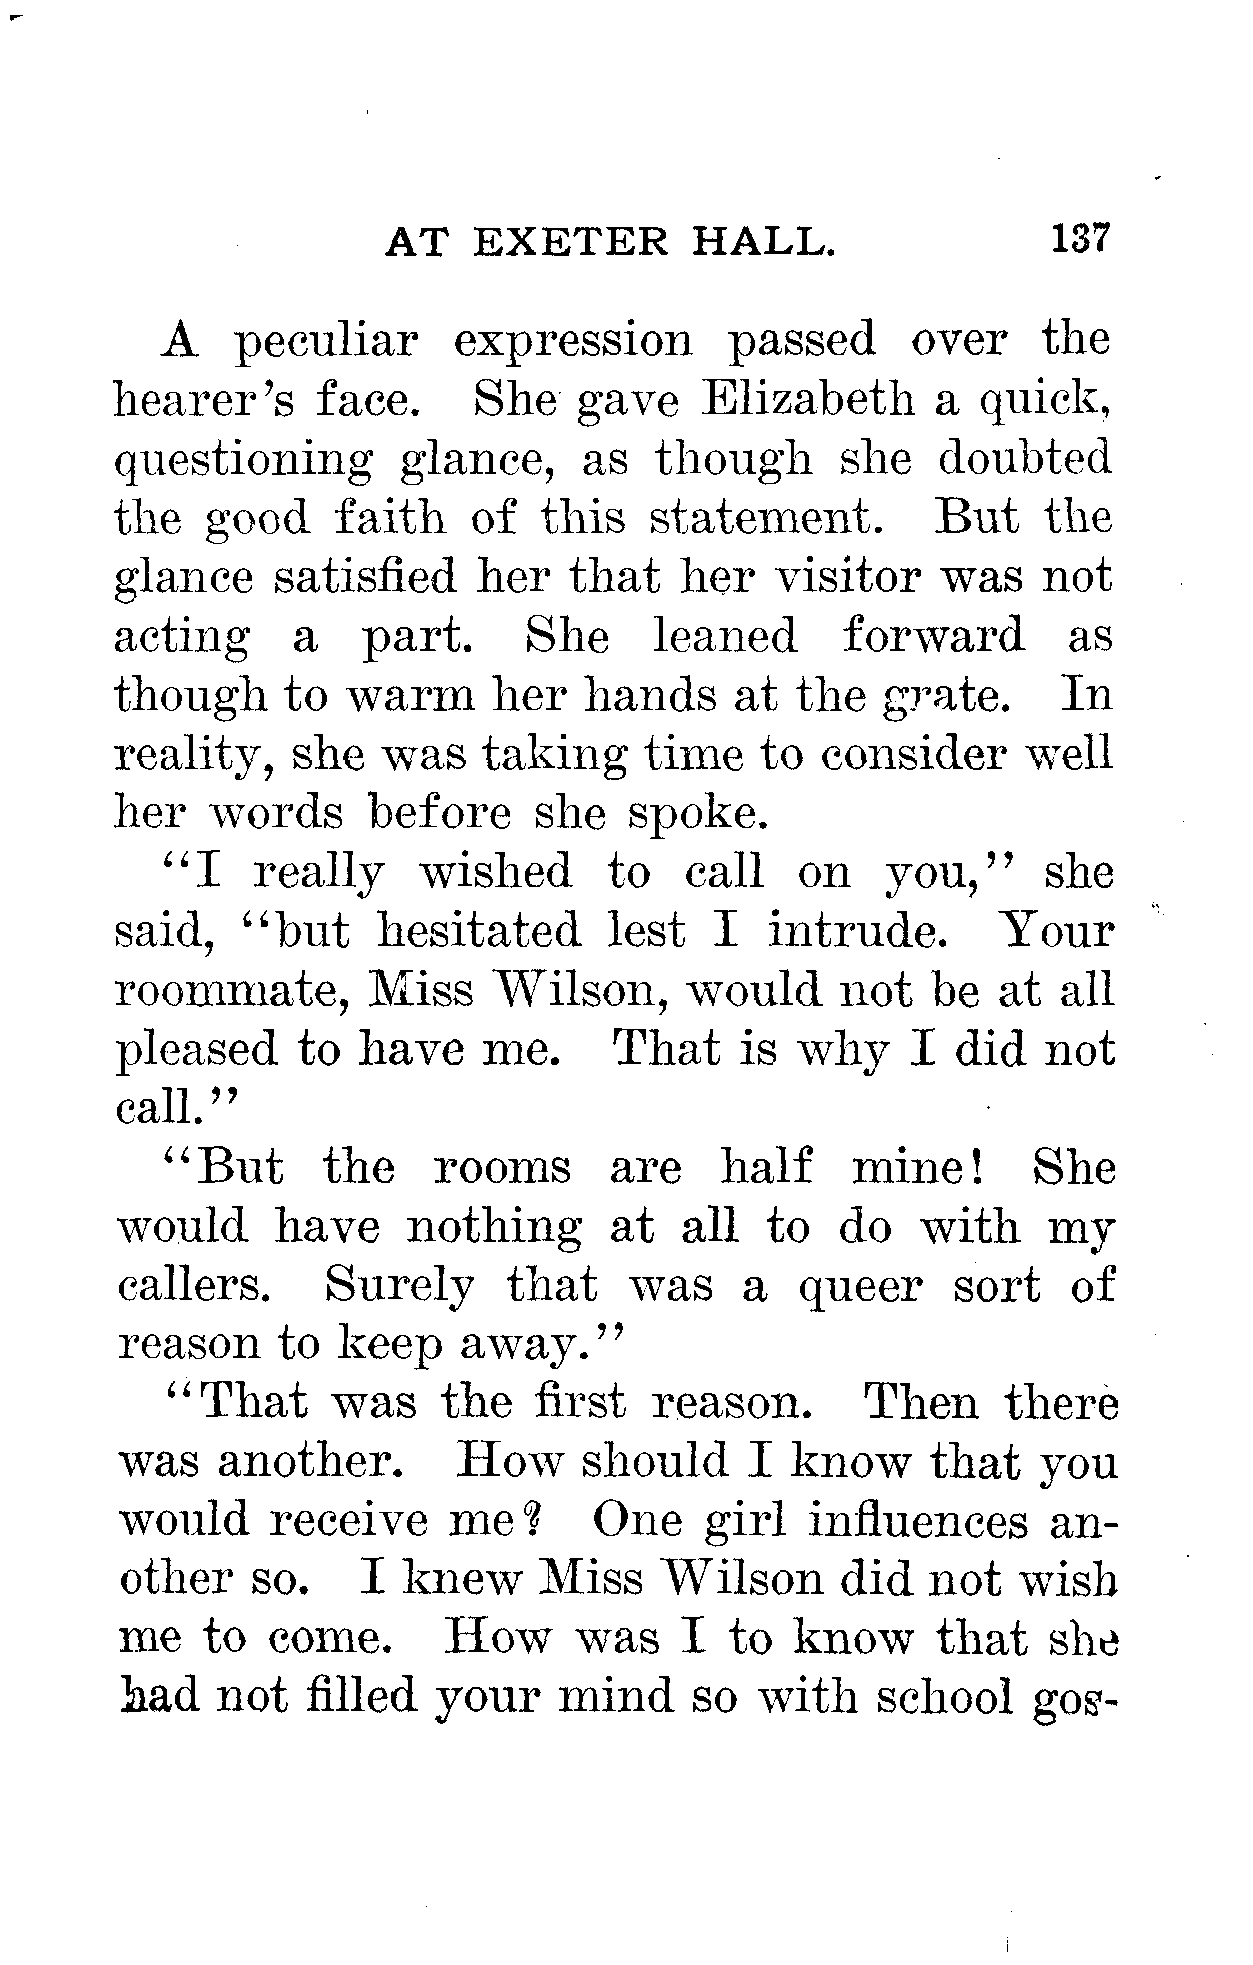 AT EXETER HALL. 137
A peculiar expression passed over the
hearer's face. She gave Elizabeth a quick,
questioning glance, as though she doubted
the good faith of this statement. But the
glance satisfied her that her visitor was not
acting a part. She leaned forward as
though to warm her hands at the grate. In
reality, she was taking time to consider well
her words before she spoke.
"I really wished to call on you," she
said, "but hesitated lest I intrude. Your
roommate, Miss Wilson, would not be at all
pleased to have me. That is why I did not
call."
"But the rooms are half mine! She
would have nothing at all to do with my
callers. Surely that was a queer sort of
reason to keep away."
"That was the first reason. Then there
was another. How should I know that you
would receive me? One girl influences an-
other so. I knew Miss Wilson did not wish
me to come. How was I to know that she
had not filled your mind so with school gos-